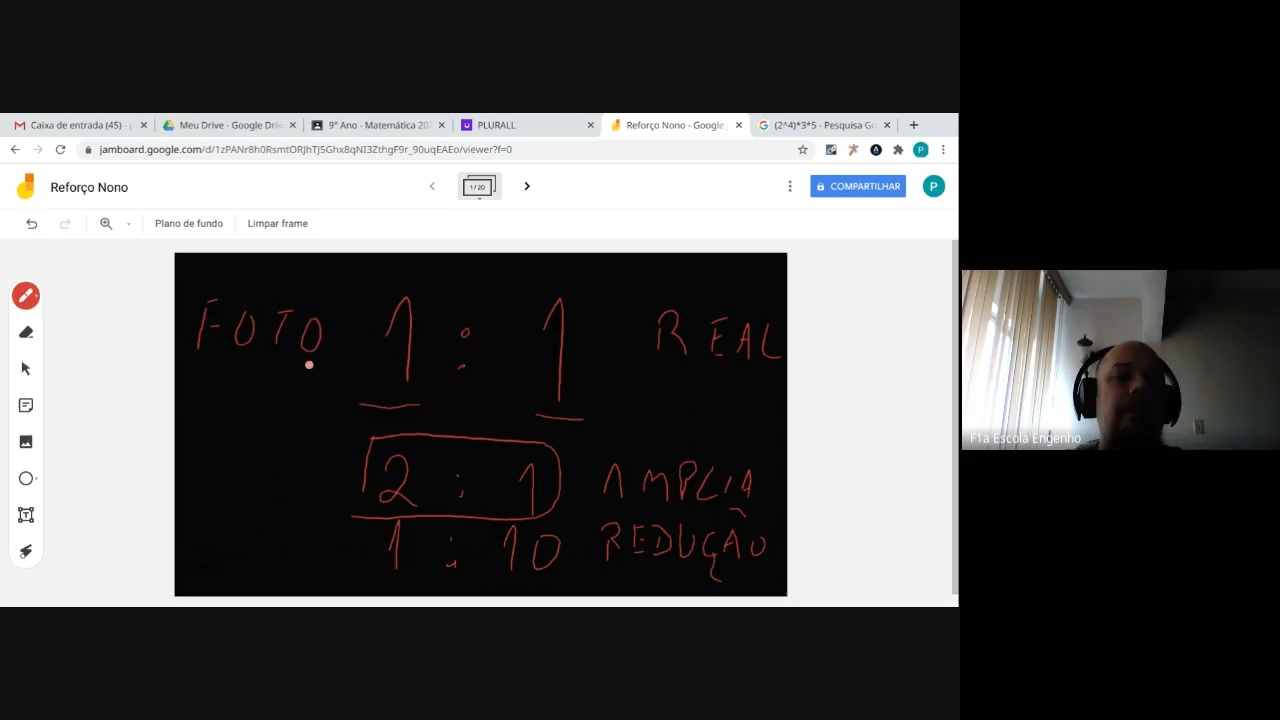 Caixa de entrada (45) -
Meu Drive - Google Driv
9º Ano - Matemática 202
PLURALL
Reforço Nono - Google
(2^4)*3*5 - Pesquisa Go
jamboard.google.com/d/1zPANr8h0RsmtORJhTJ5Ghx8qNI3ZthgF9r_90uqEAEo/viewer?f=0
P
Reforço Nono
1 / 20
COMPARTILHAR
P
Plano de fundo
Limpar frame
FOTO 1 : 1 REAL
2 : 1 AMPLIA
1 : 10 REDUÇÃO
F1a Escola Engenho